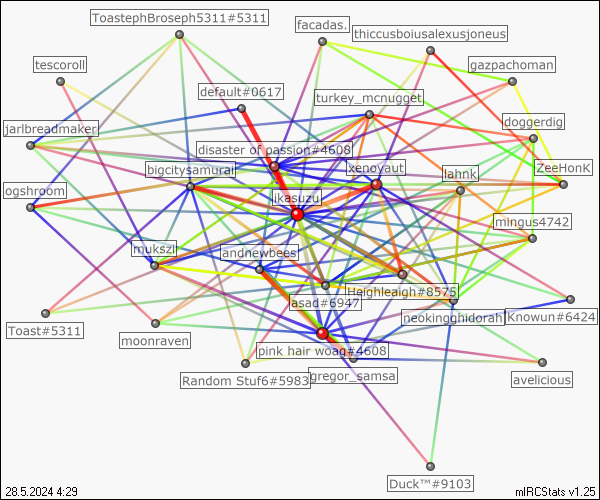 ToastephBroseph5311#5311
facadas.
thiccusboiusalexusjoneus
tescoroll
gazpachoman
default#0617
turkey_mcnugget
jarlbreadmaker
doggerdig
disaster of passion#4608
bigcitysamurai
xenoyaut
lahnk
ZeeHonK
ogshroom
ikasuzu
mingus4742
mukszi
andnewbees
Heighleaigh#8575
asad#6947
neokingghidorah
Knowun#6424
Toast#5311
moonraven
pink hair woag#4608
Random Stuf6#5983
gregor_samsa
avelicious
Duck™#9103
28.5.2024 4:29
mIRCStats v1.25